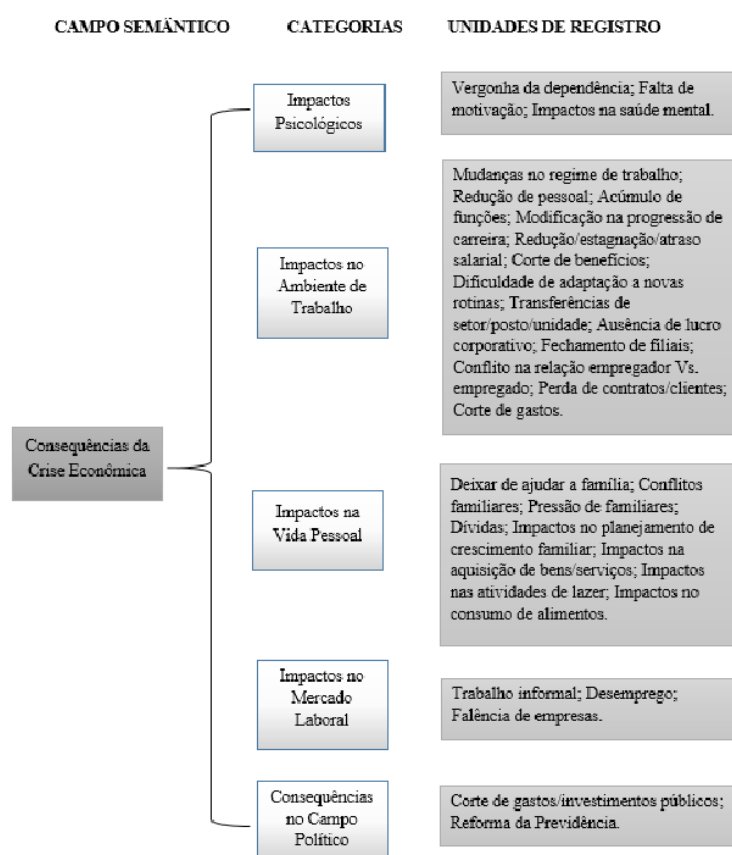 CAMPO SEMÂNTICO CATEGORIAS UNIDADES DE REGISTRO
Impactos
Psicológicos
Vergonha da dependência; Falta de
motivação; Impactos na saúde mental.
Impactos no
Ambiente de
Trabalho
Mudanças no regime de trabalho;
Redução de pessoal; Acúmulo de
funções; Modificação na progressão de
carreira; Redução/estagnação/atraso
salarial; Corte de benefícios;
Dificuldade de adaptação a novas
rotinas; Transferências de
setor/posto/unidade; Ausência de lucro
corporativo; Fechamento de filiais;
Conflito na relação empregador Vs.
empregado; Perda de contratos/clientes;
Corte de gastos.
Consequências da
Crise Econômica
Impactos na
Vida Pessoal
Deixar de ajudar a família; Conflitos
familiares; Pressão de familiares;
Dívidas; Impactos no planejamento de
crescimento familiar; Impactos na
aquisição de bens/serviços; Impactos
nas atividades de lazer; Impactos no
consumo de alimentos.
Impactos no
Mercado
Laboral
Trabalho informal; Desemprego;
Falência de empresas.
Consequências
no Campo
Político
Corte de gastos/investimentos públicos;
Reforma da Previdência.